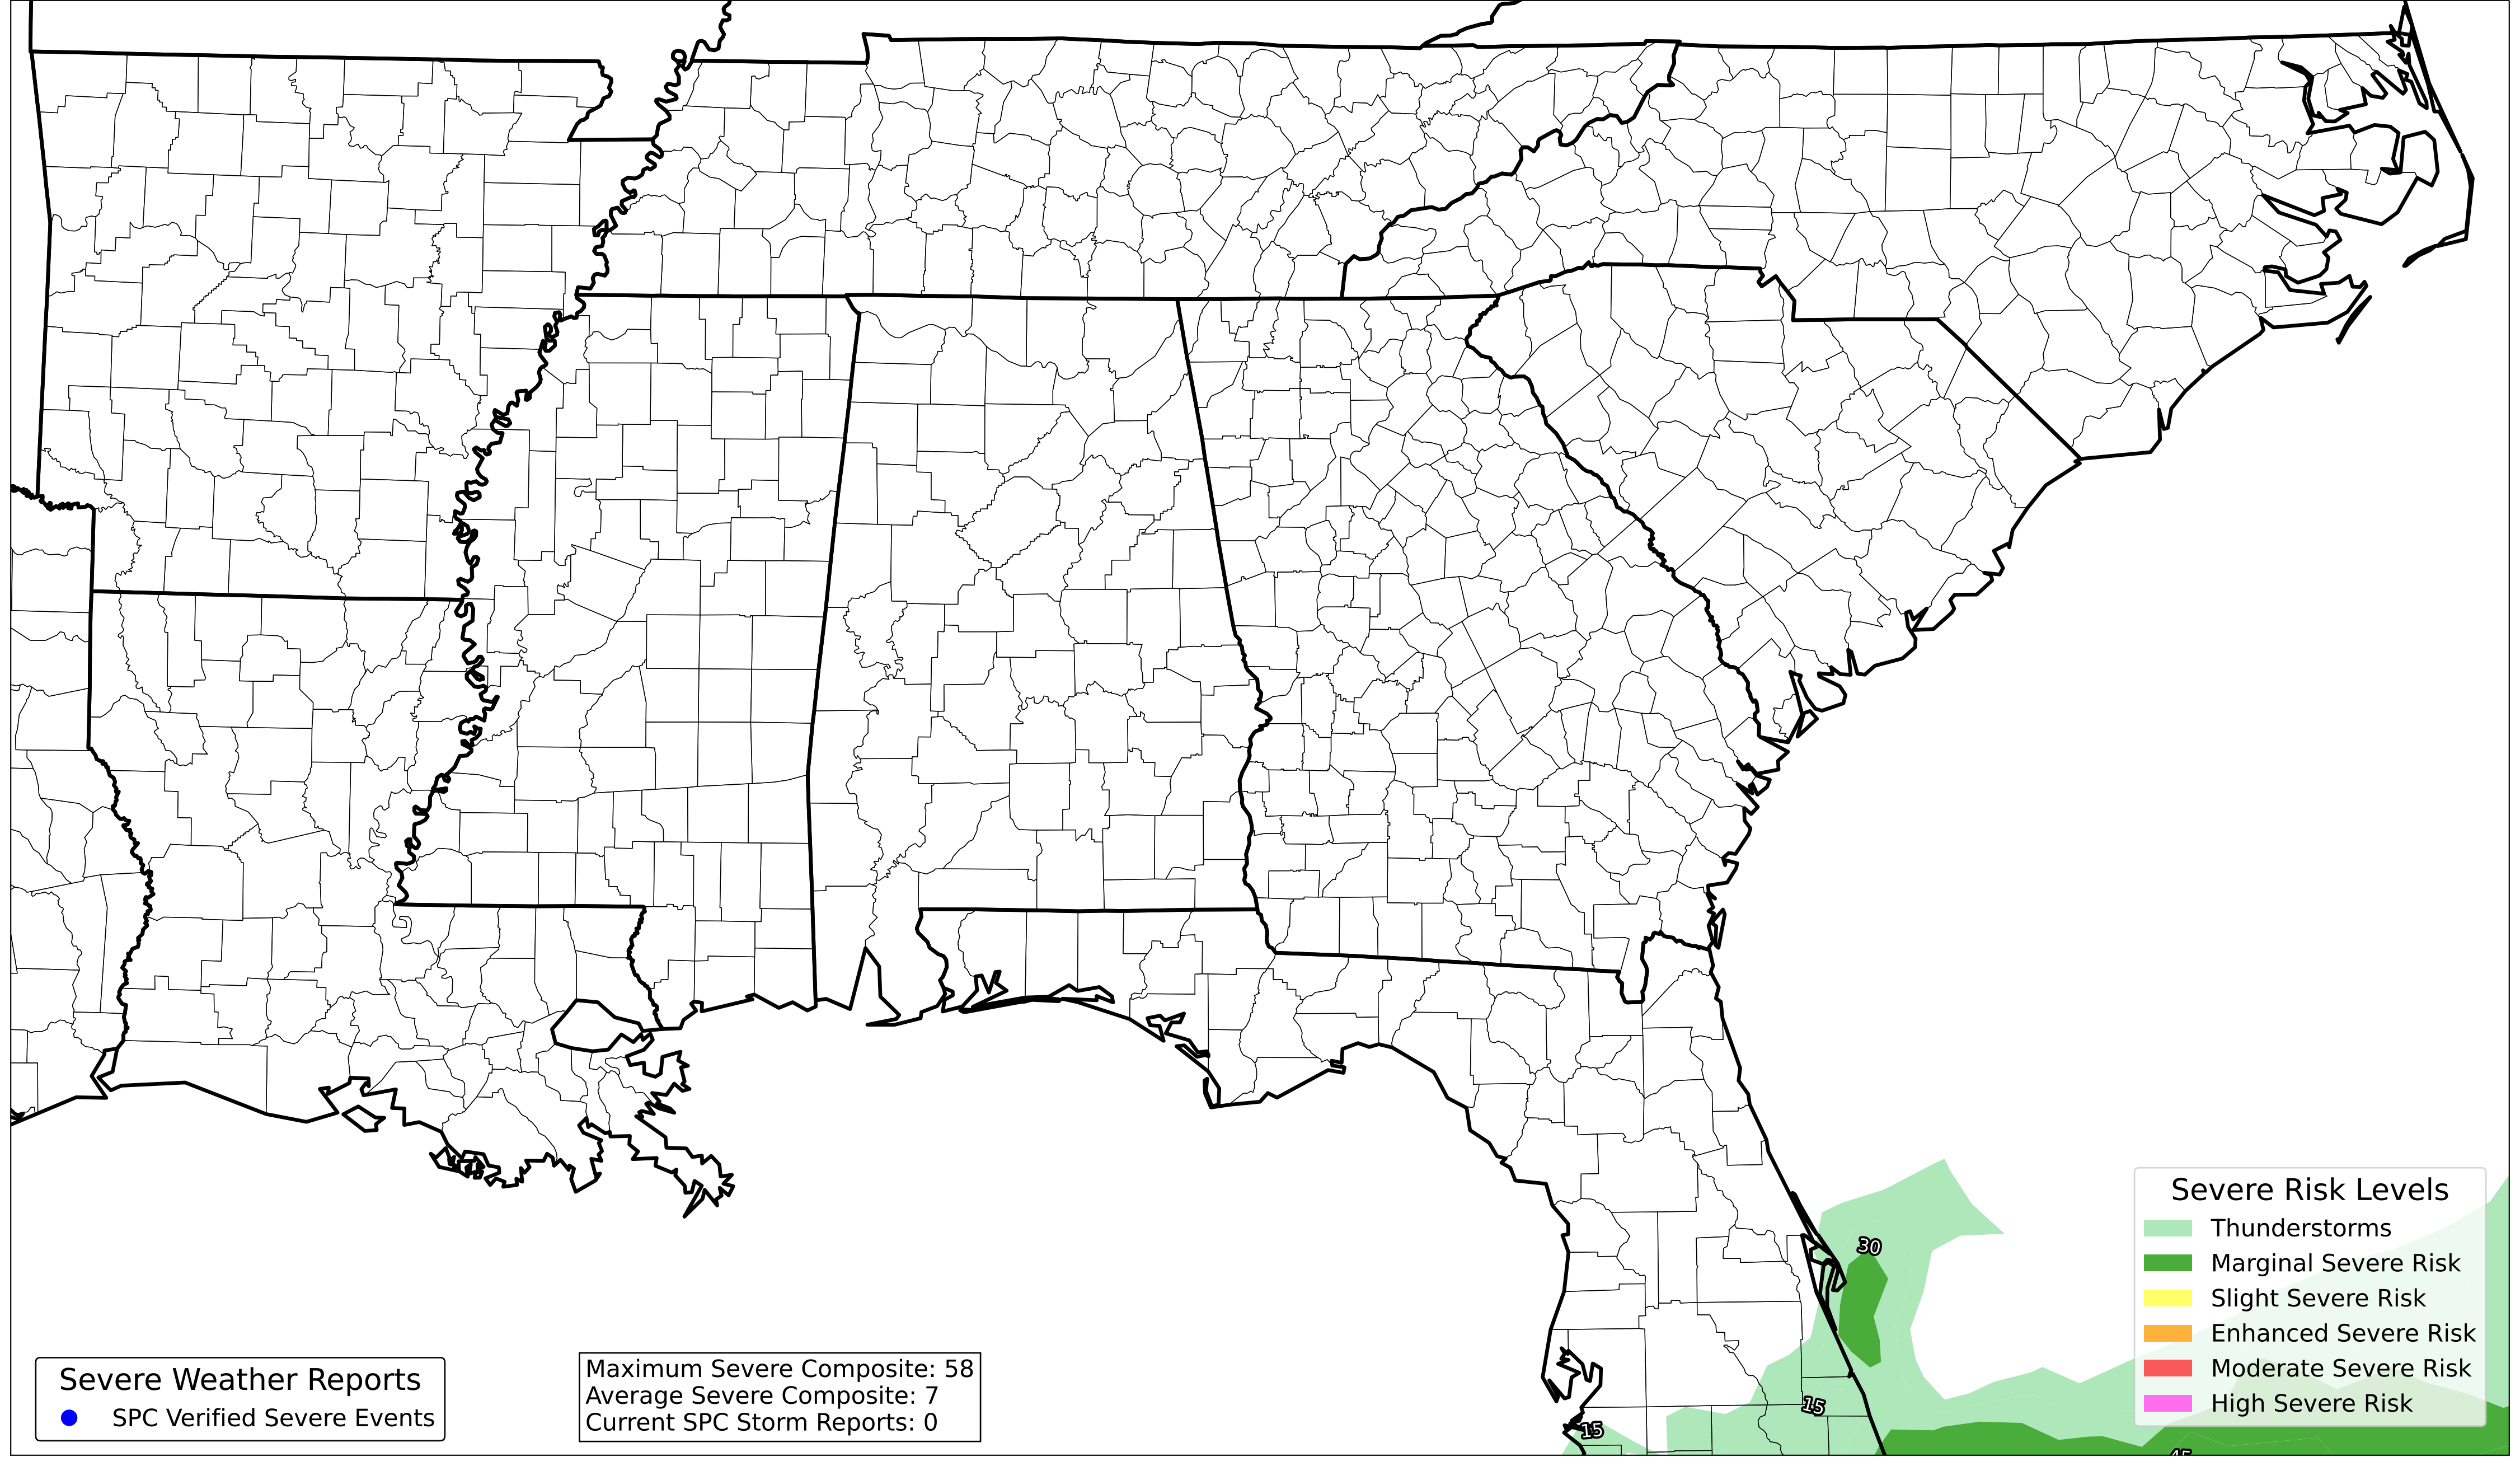 Severe Risk Levels
Thunderstorms
30
Marginal Severe Risk
Slight Severe Risk
Enhanced Severe Risk
Moderate Severe Risk
High Severe Risk
Severe Weather Reports
SPC Verified Severe Events
Maximum Severe Composite: 58
Average Severe Composite: 7
Current SPC Storm Reports: 0
15
15